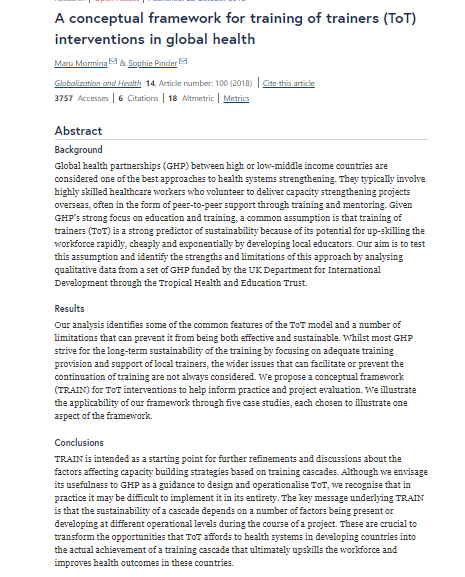 A conceptual framework for training of trainers (ToT)
interventions in global health
Maru Mormina & Sophie Pinder
Globalization and Health 14, Article number: 100 (2018) | Cite this article
3757 Accesses | 6 Citations | 18 Altmetric | Metrics
Abstract
Background
Global health partnerships (GHP) between high or low-middle income countries are
considered one of the best approaches to health systems strengthening. They typically involve
highly skilled healthcare workers who volunteer to deliver capacity strengthening projects
overseas, often in the form of peer-to-peer support through training and mentoring. Given
GHP's strong focus on education and training, a common assumption is that training of
trainers (ToT) is a strong predictor of sustainability because of its potential for up-skilling the
workforce rapidly, cheaply and exponentially by developing local educators. Our aim is to test
this assumption and identify the strengths and limitations of this approach by analysing
qualitative data from a set of GHP funded by the UK Department for International
Development through the Tropical Health and Education Trust.
Results
Our analysis identifies some of the common features of the ToT model and a number of
limitations that can prevent it from being both effective and sustainable. Whilst most GHP
strive for the long-term sustainability of the training by focusing on adequate training
provision and support of local trainers, the wider issues that can facilitate or prevent the
continuation of training are not always considered. We propose a conceptual framework
(TRAIN) for ToT interventions to help inform practice and project evaluation. We illustrate
the applicability of our framework through five case studies, each chosen to illustrate one
aspect of the framework.
Conclusions
TRAIN is intended as a starting point for further refinements and discussions about the
factors affecting capacity building strategies based on training cascades. Although we envisage
its usefulness to GHP as a guidance to design and operationalise ToT, we recognise that in
practice it may be difficult to implement it in its entirety. The key message underlying TRAIN
is that the sustainability of a cascade depends on a number of factors being present or
developing at different operational levels during the course of a project. These are crucial to
transform the opportunities that ToT affords to health systems in developing countries into
the actual achievement of a training cascade that ultimately upskills the workforce and
improves health outcomes in these countries.